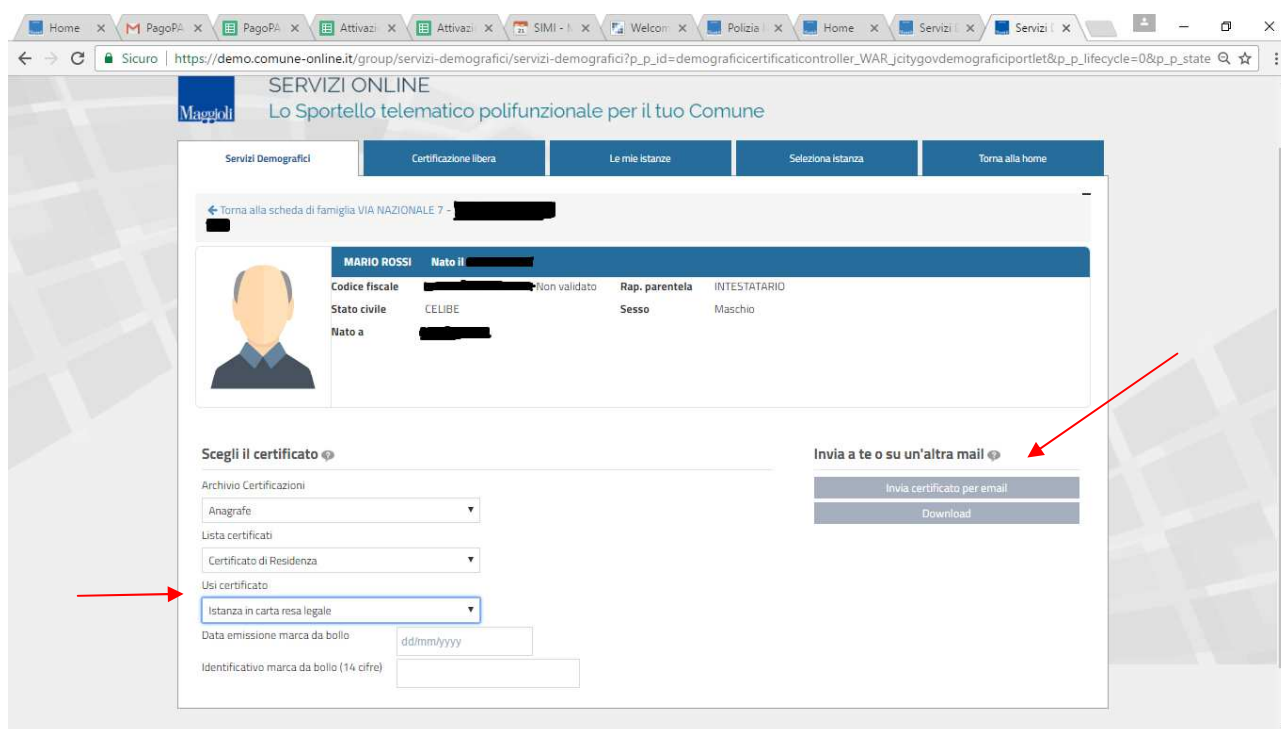 Home
PagoPA
PagoPA
Attivazi
Attivazi
SIMI -
Welcom
Polizia
Home
Servizi
Servizi
Sicuro
https://demo.comune-online.it/group/servizi-demografici/servizi-demografici?p_p_id=demograficicertificaticontroller_WAR_jcitygovdemograficiportlet&p_p_lifecycle=0&p_p_state
Maggioli
SERVIZI ONLINE
Lo Sportello telematico polifunzionale per il tuo Comune
Servizi Demografici
Certificazione libera
Le mie istanze
Seleziona istanza
Torna alla home
Torna alla scheda di famiglia VIA NAZIONALE 7 -
MARIO ROSSI Nato il
Codice fiscale Non validato Rap. parentela INTESTATARIO
Stato civile CELIBE Sesso Maschio
Nato a
Scegli il certificato
Archivio Certificazioni
Anagrafe
Lista certificati
Certificato di Residenza
Usi certificato
Istanza in carta resa legale
Data emissione marca da bollo dd/mm/yyyy
Identificativo marca da bollo (14 cifre)
Invia a te o su un'altra mail
Invia certificato per email
Download